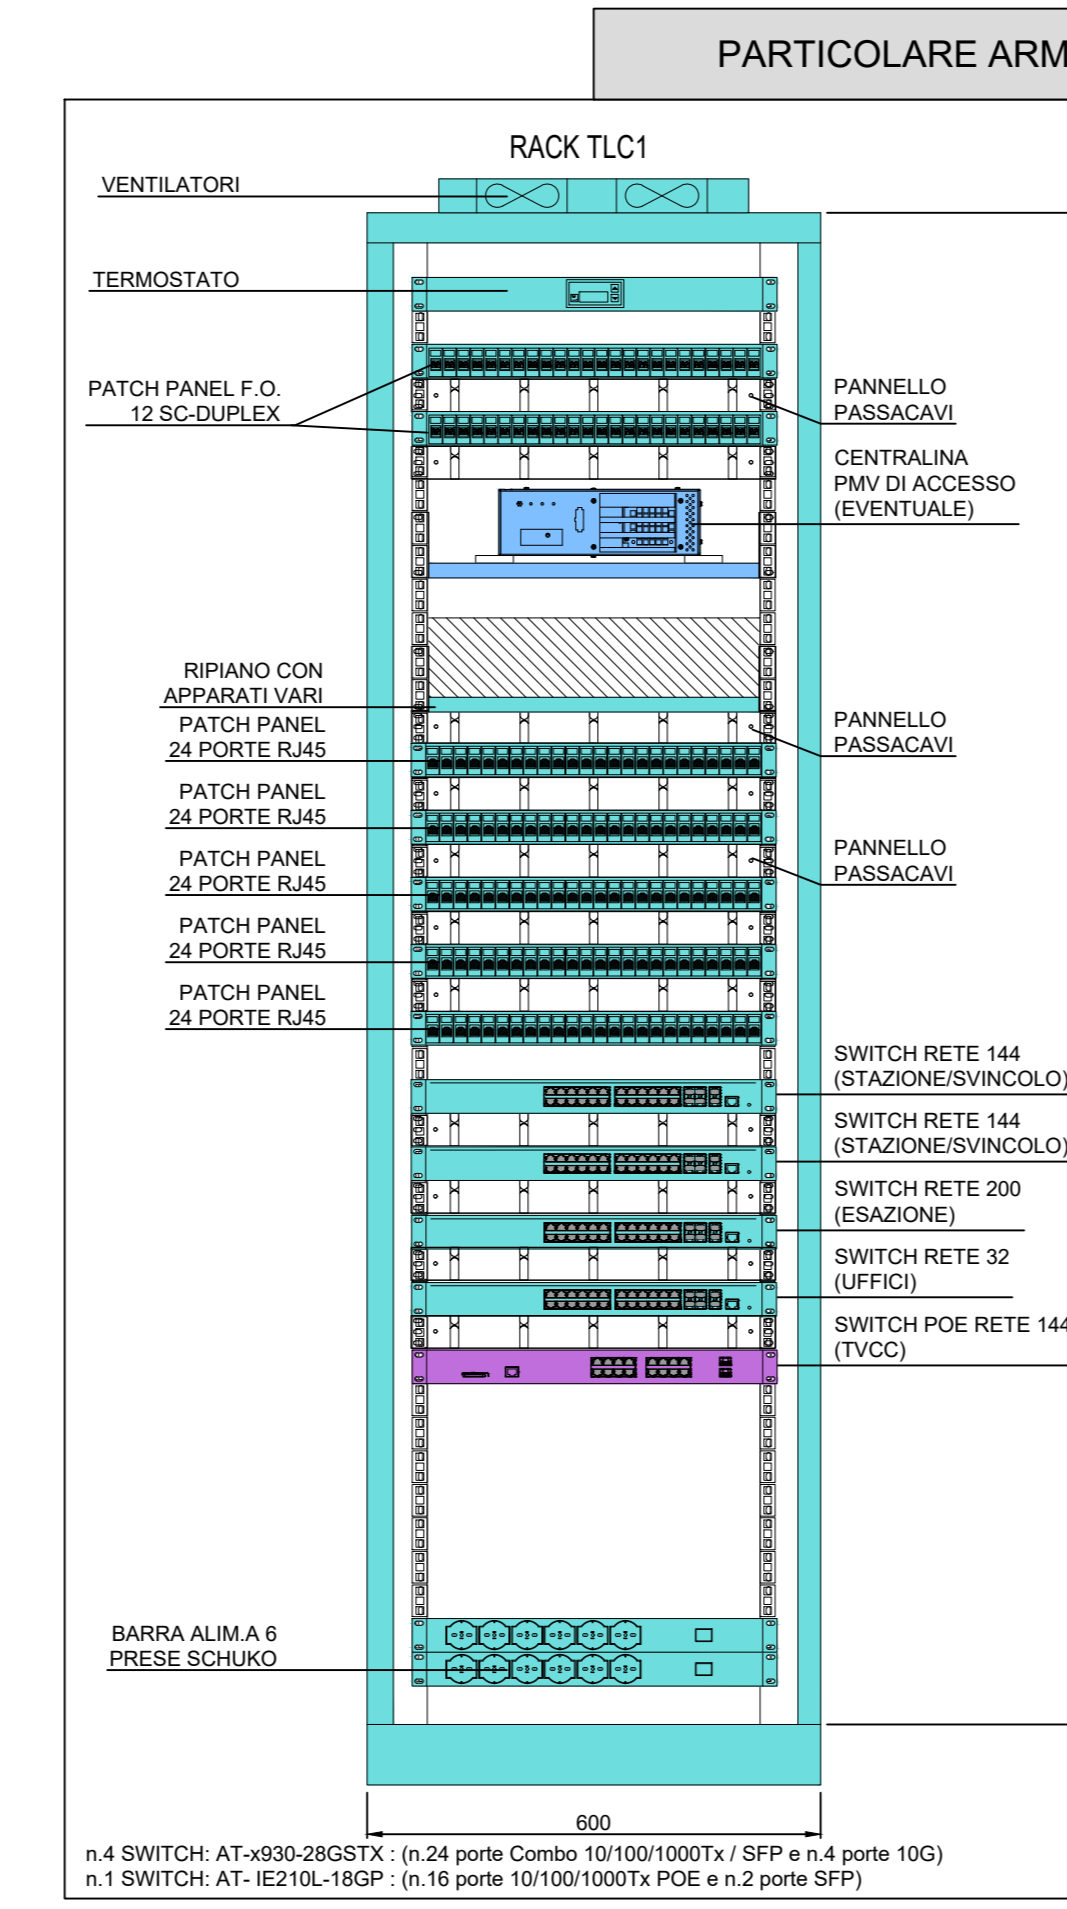 PARTICOLARE ARM
RACK TLC1
VENTILATORI
TERMOSTATO
PATCH PANEL F.O.
12 SC-DUPLEX
PANNELLO
PASSACAVI
CENTRALINA
PMV DI ACCESSO
(EVENTUALE)
RIPIANO CON
APPARATI VARI
PATCH PANEL
24 PORTE RJ45
PANNELLO
PASSACAVI
PATCH PANEL
24 PORTE RJ45
PATCH PANEL
24 PORTE RJ45
PANNELLO
PASSACAVI
PATCH PANEL
24 PORTE RJ45
PATCH PANEL
24 PORTE RJ45
SWITCH RETE 144
(STAZIONE/SVINCOLO)
SWITCH RETE 144
(STAZIONE/SVINCOLO)
SWITCH RETE 200
(ESAZIONE)
SWITCH RETE 32
(UFFICI)
SWITCH POE RETE 144
(TVCC)
BARRA ALIM.A 6
PRESE SCHUKO
600
n.4 SWITCH: AT-x930-28GSTX : (n.24 porte Combo 10/100/1000Tx / SFP e n.4 porte 10G)
n.1 SWITCH: AT- IE210L-18GP : (n.16 porte 10/100/1000Tx POE e n.2 porte SFP)